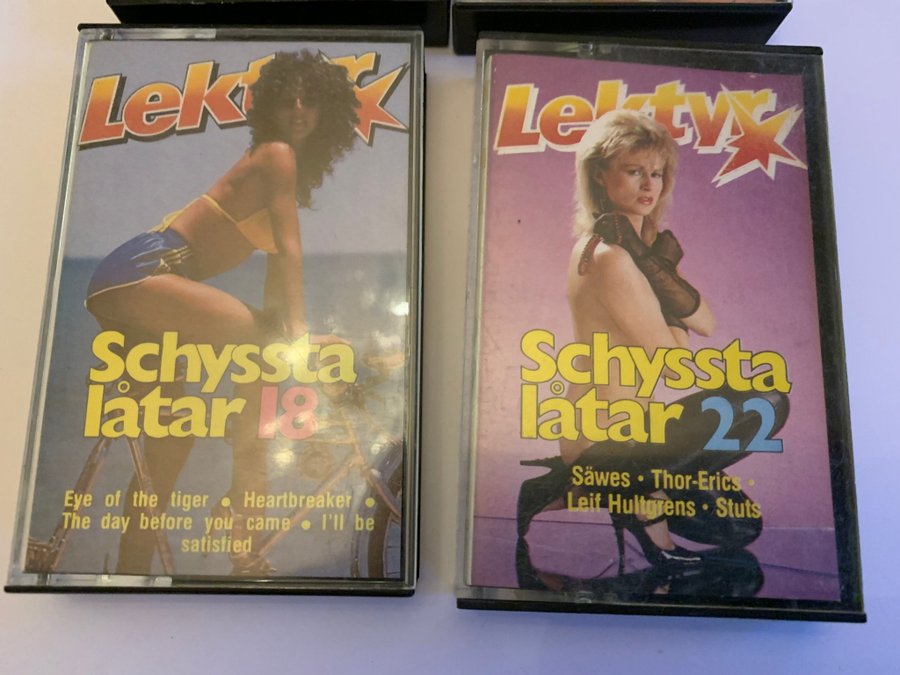 Lektyr
Schyssta
låtar 18
Eye of the tiger • Heartbreaker •
The day before you came • I'll be
satisfied
Lektyr
Schyssta
låtar 22
Säwes • Thor-Erics •
Leif Hultgrens • Stuts